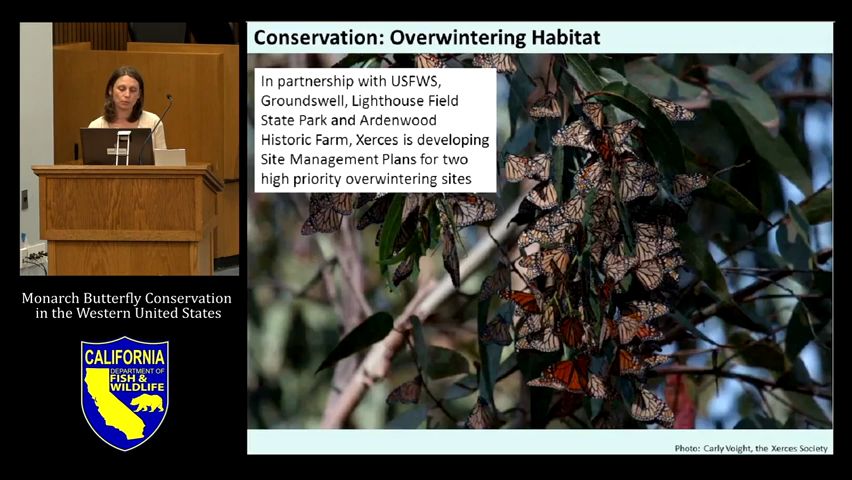 Conservation: Overwintering Habitat
In partnership with USFWS,
Groundswell, Lighthouse Field
State Park and Ardenwood
Historic Farm, Xerces is developing
Site Management Plans for two
high priority overwintering sites
Monarch Butterfly Conservation
in the Western United States
CALIFORNIA
DEPARTMENT OF
FISH &
WILDLIFE
Photo: Carly Voight, the Xerces Society